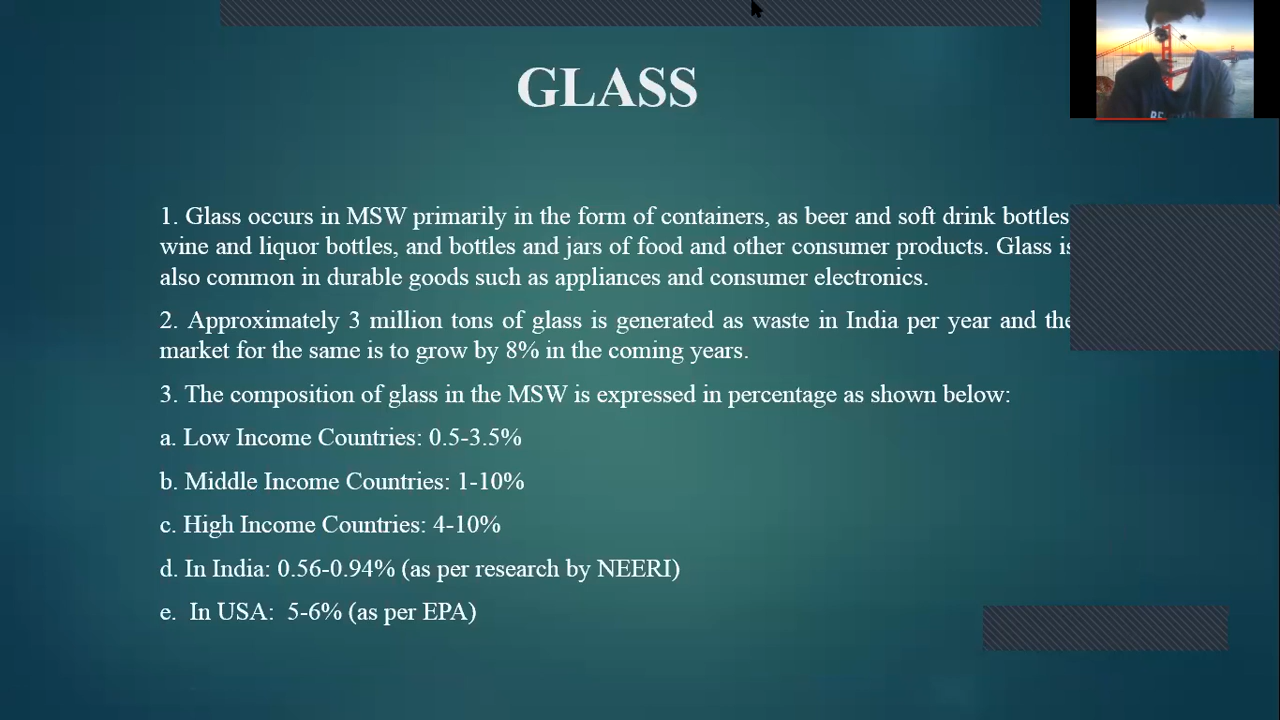 GLASS
1. Glass occurs in MSW primarily in the form of containers, as beer and soft drink bottles
wine and liquor bottles, and bottles and jars of food and other consumer products. Glass is
also common in durable goods such as appliances and consumer electronics.
2. Approximately 3 million tons of glass is generated as waste in India per year and the
market for the same is to grow by 8% in the coming years.
3. The composition of glass in the MSW is expressed in percentage as shown below:
a. Low Income Countries: 0.5-3.5%
b. Middle Income Countries: 1-10%
c. High Income Countries: 4-10%
d. In India: 0.56-0.94% (as per research by NEERI)
e. In USA: 5-6% (as per EPA)